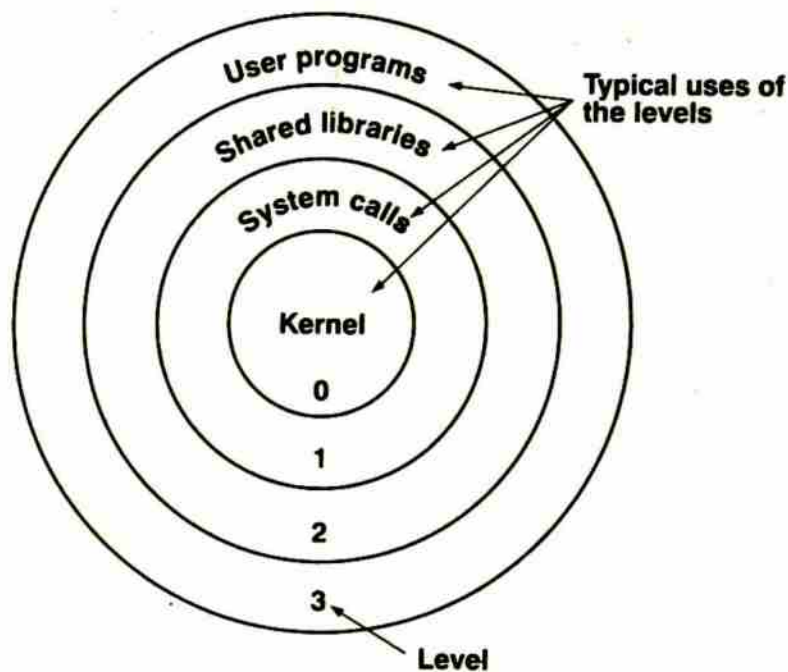 User programs
Typical uses of
the levels
Shared libraries
System calls
Kernel
0
1
2
3
Level